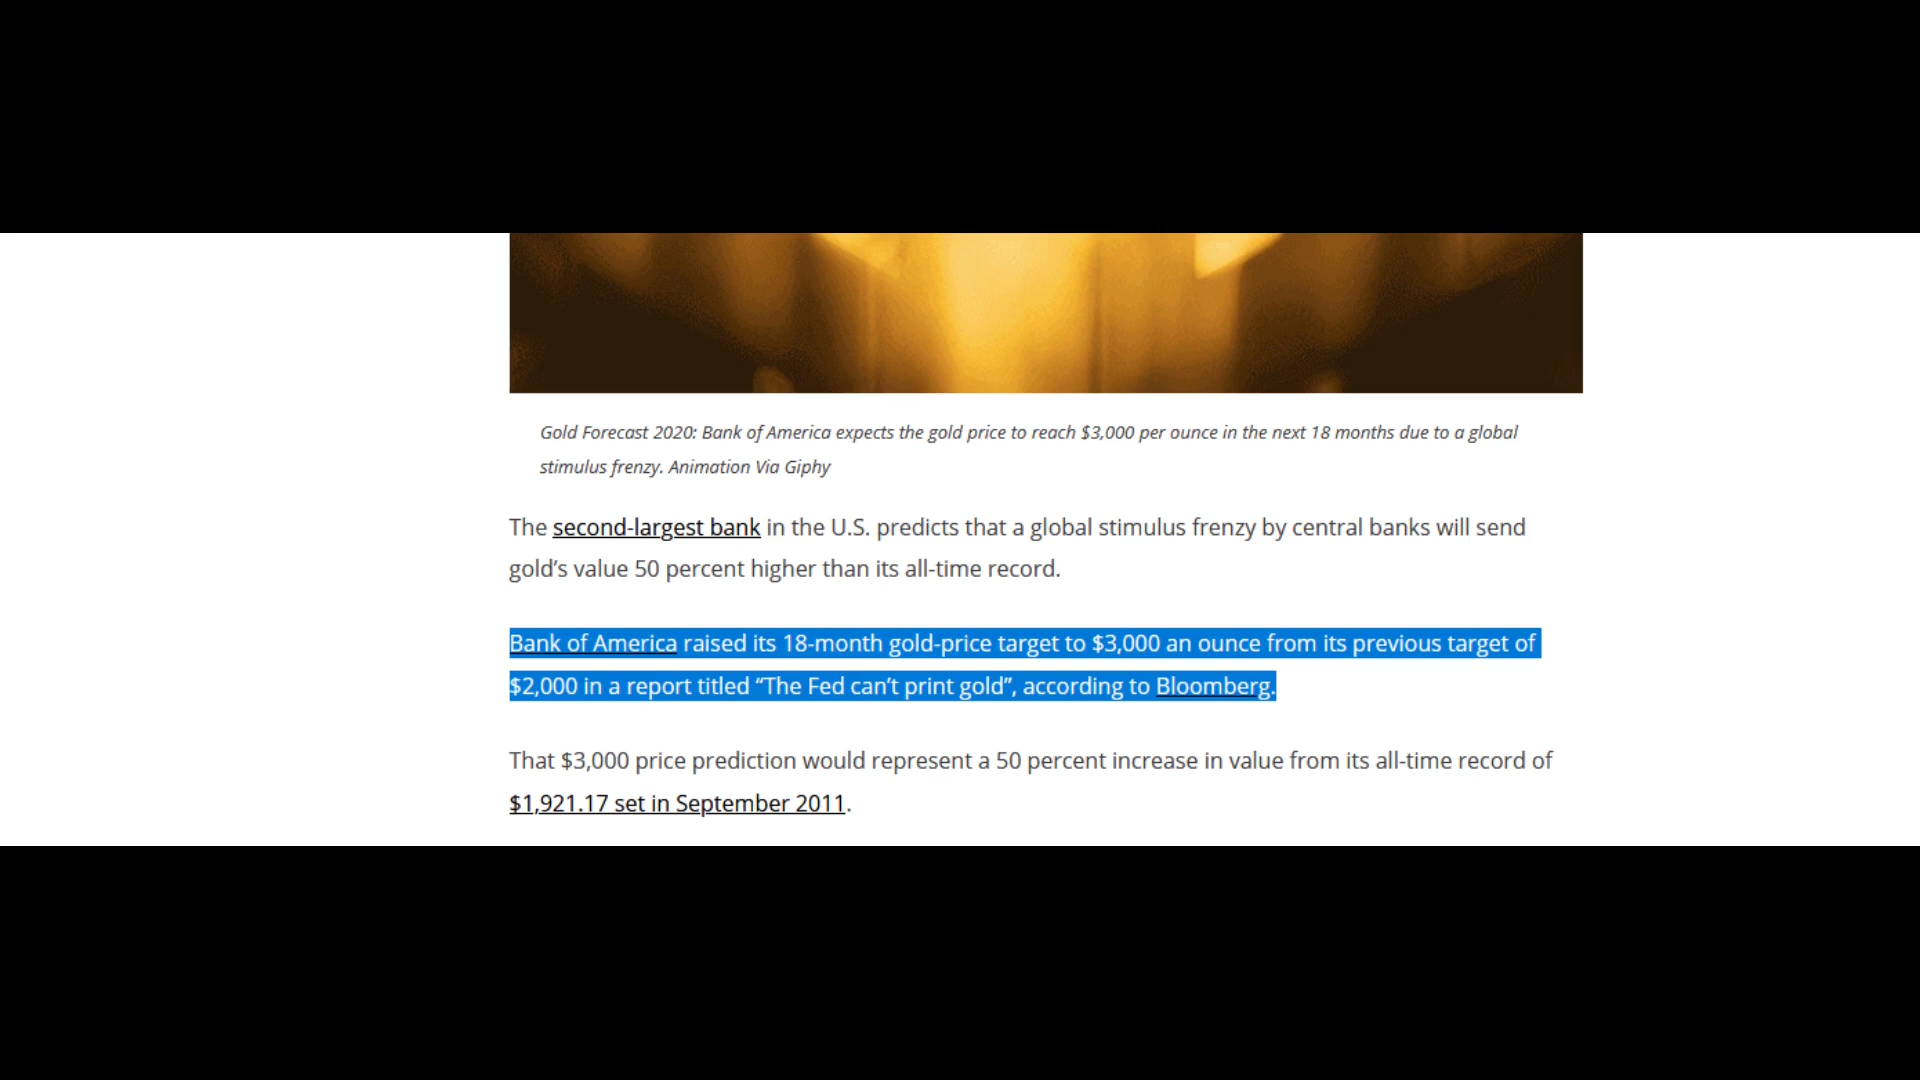 Gold Forecast 2020: Bank of America expects the gold price to reach $3,000 per ounce in the next 18 months due to a global
stimulus frenzy. Animation Via Giphy
The second-largest bank in the U.S. predicts that a global stimulus frenzy by central banks will send
gold’s value 50 percent higher than its all-time record.
Bank of America raised its 18-month gold-price target to $3,000 an ounce from its previous target of
$2,000 in a report titled “The Fed can’t print gold”, according to Bloomberg.
That $3,000 price prediction would represent a 50 percent increase in value from its all-time record of
$1,921.17 set in September 2011.